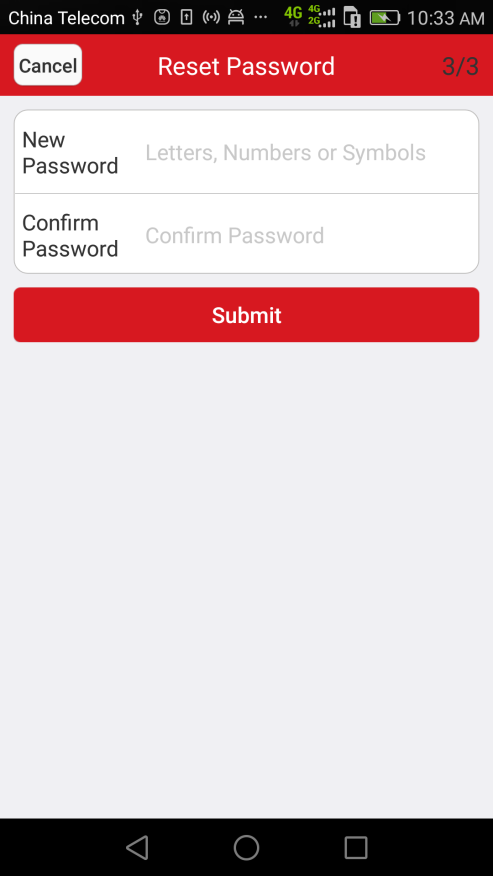 China Telecom 4G 4G 2G 10:33 AM
Cancel Reset Password 3/3
New
Password
Letters, Numbers or Symbols
Confirm
Password
Confirm Password
Submit